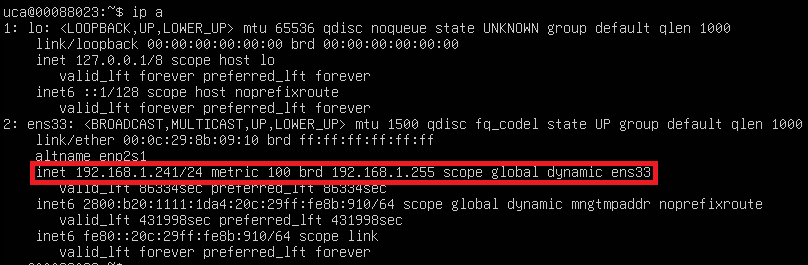 uca@00088023:~$ ip a
1: lo: <LOOPBACK,UP,LOWER_UP> mtu 65536 qdisc noqueue state UNKNOWN group default qlen 1000
link/loopback 00:00:00:00:00:00 brd 00:00:00:00:00:00
inet 127.0.0.1/8 scope host lo
valid_lft forever preferred_lft forever
inet6 ::1/128 scope host noprefixroute
valid_lft forever preferred_lft forever
2: ens33: <BROADCAST,MULTICAST,UP,LOWER_UP> mtu 1500 qdisc fq_codel state UP group default qlen 1000
link/ether 00:0c:29:8b:09:10 brd ff:ff:ff:ff:ff:ff
altname enp2s1
inet 192.168.1.241/24 metric 100 brd 192.168.1.255 scope global dynamic ens33
valid_lft 86334sec preferred_lft 86334sec
inet6 2800:b20:1111:1da4:20c:29ff:fe8b:910/64 scope global dynamic mngtmpaddr noprefixroute
valid_lft 431998sec preferred_lft 431998sec
inet6 fe80::20c:29ff:fe8b:910/64 scope link
valid_lft forever preferred_lft forever